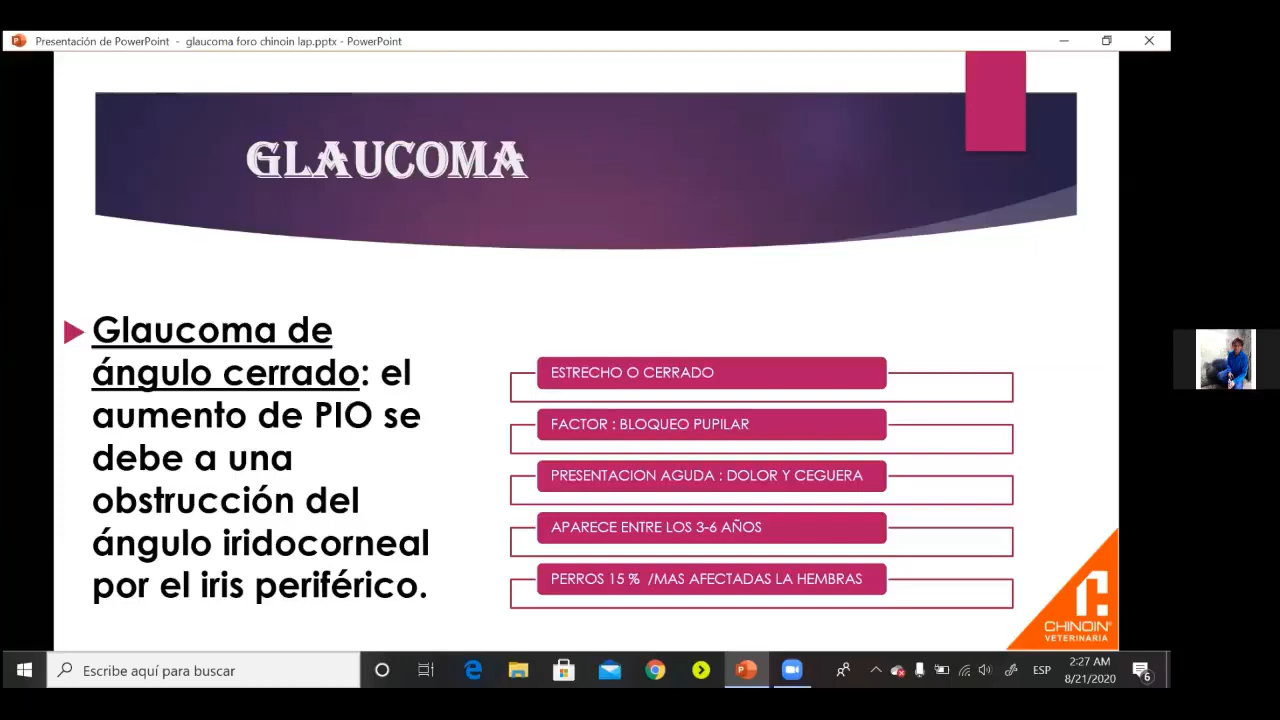 Presentación de PowerPoint - glaucoma foro chinoin lap.pptx - PowerPoint
GLAUCOMA
Glaucoma de
ángulo cerrado: el
aumento de PIO se
debe a una
obstrucción del
ángulo iridocorneal
por el iris periférico.
ESTRECHO O CERRADO
FACTOR : BLOQUEO PUPILAR
PRESENTACION AGUDA : DOLOR Y CEGUERA
APARECE ENTRE LOS 3-6 AÑOS
PERROS 15 % /MAS AFECTADAS LA HEMBRAS
CHINOIN®
VETERINARIA
Escribe aquí para buscar
ESP
2:27 AM
8/21/2020
6